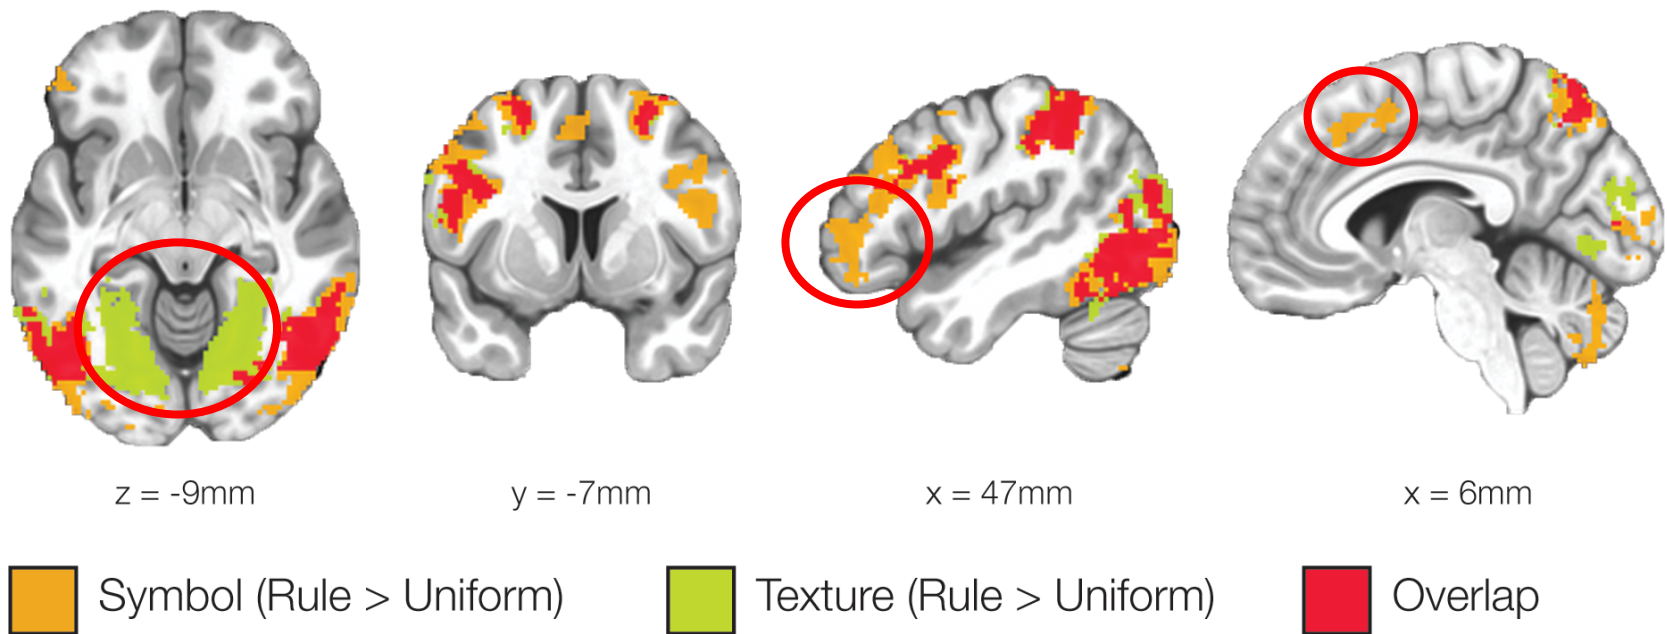 z = -9mm
y = -7mm
x = 47mm
x = 6mm
Symbol (Rule > Uniform)
Texture (Rule > Uniform)
Overlap